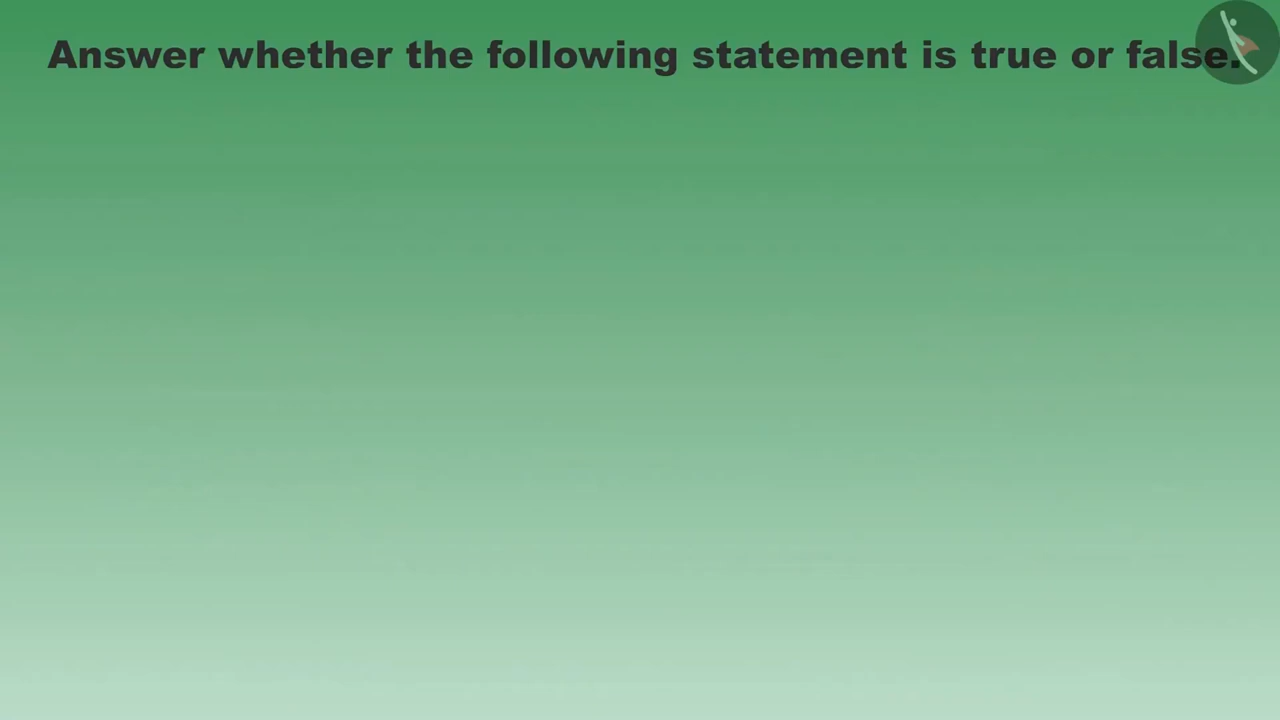 Answer whether the following statement is true or false.